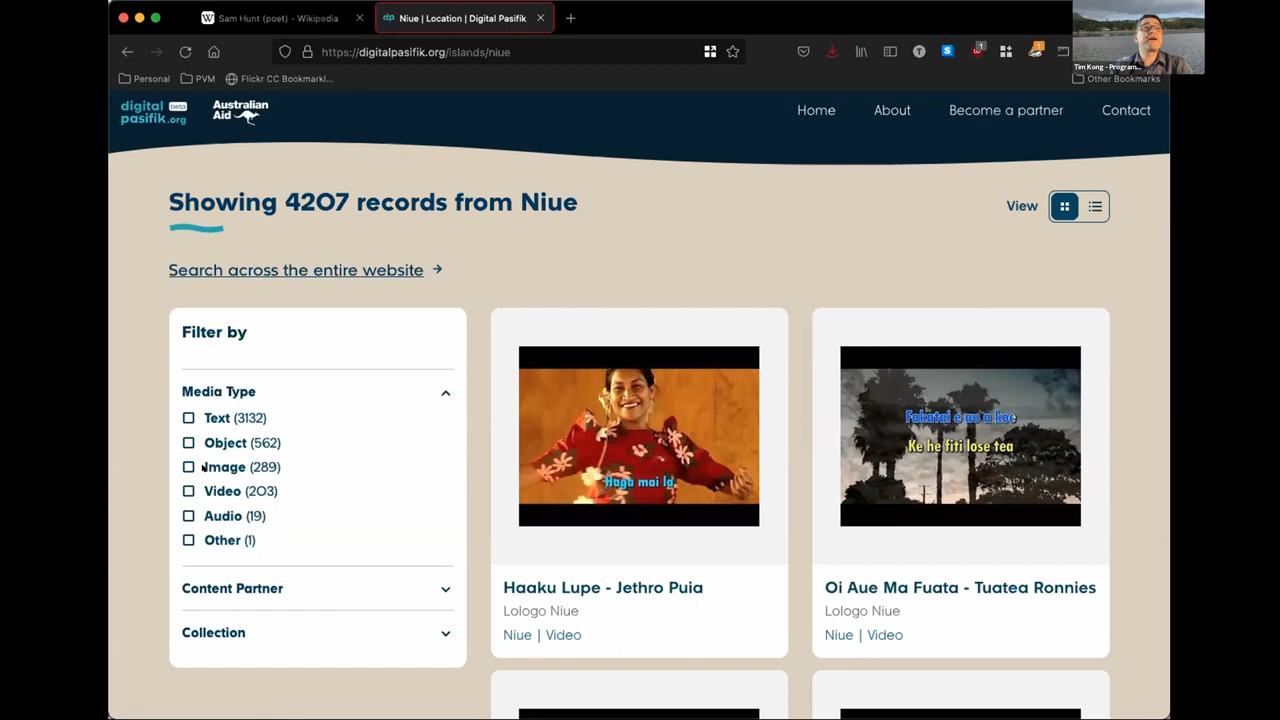 Sam Hunt (poet) - Wikipedia
Niue | Location | Digital Pasifik
https://digitalpasifik.org/islands/niue
Personal
PVM
Flickr CC Bookmarkl...
Other Bookmarks
Tim Kong - Program...
digital beta
pasifik.org
Australian
Aid
Home
About
Become a partner
Contact
Showing 4207 records from Niue
View
Search across the entire website
Filter by
Media Type
Text (3132)
Object (562)
Image (289)
Video (203)
Audio (19)
Other (1)
Content Partner
Collection
Haga mai la
Haaku Lupe - Jethro Puia
Lologo Niue
Niue | Video
Fakatai e au a koe
Ke he fiti lose tea
Oi Aue Ma Fuata - Tuatea Ronnies
Lologo Niue
Niue | Video